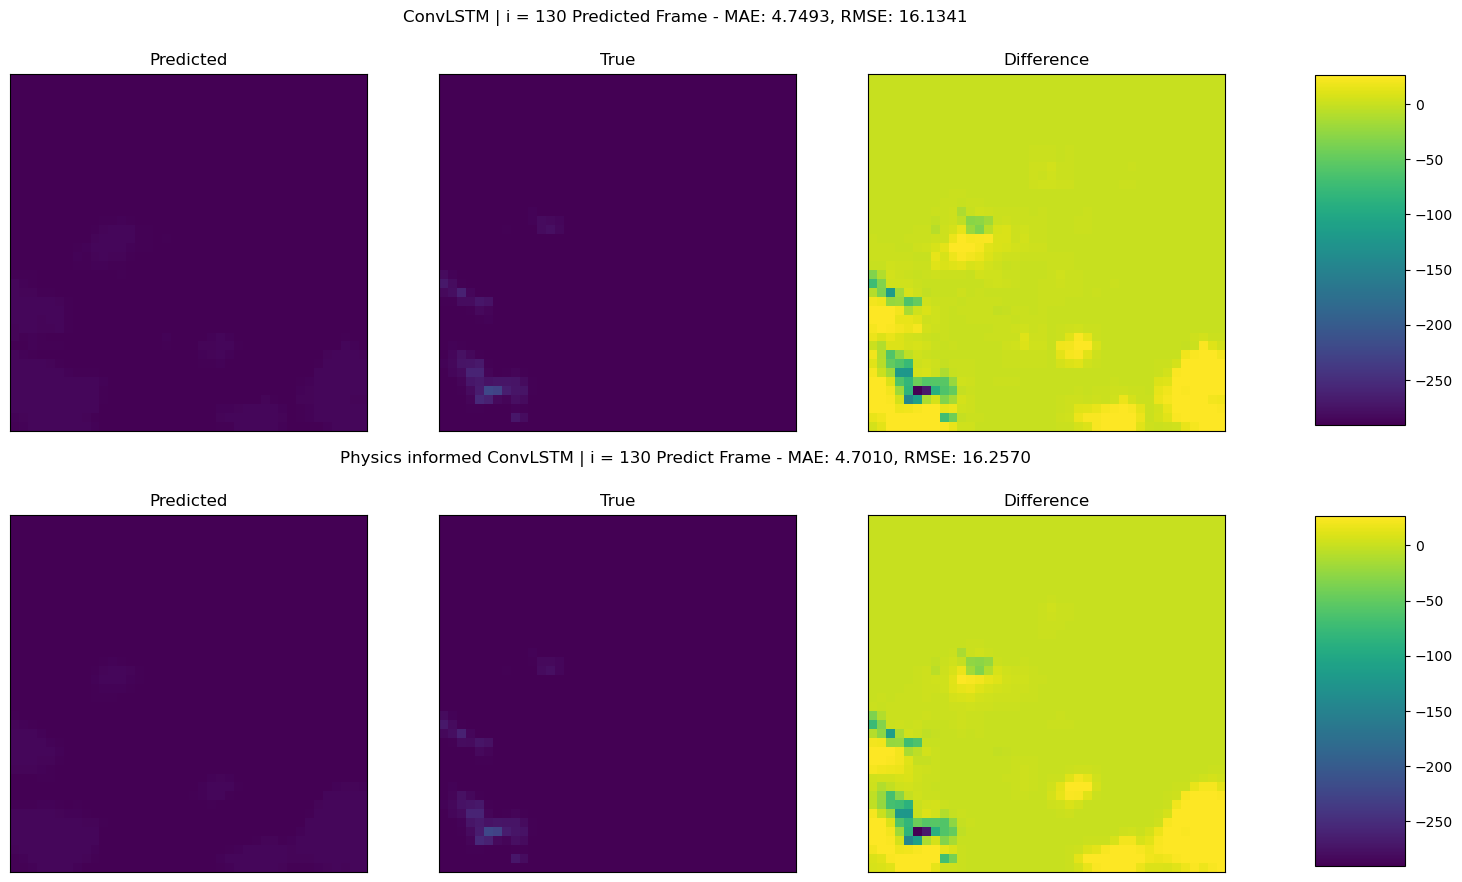 ConvLSTM | i = 130 Predicted Frame - MAE: 4.7493, RMSE: 16.1341
Predicted
True
Difference
0
−50
−100
−150
−200
−250
Physics informed ConvLSTM | i = 130 Predict Frame - MAE: 4.7010, RMSE: 16.2570
Predicted
True
Difference
0
−50
−100
−150
−200
−250